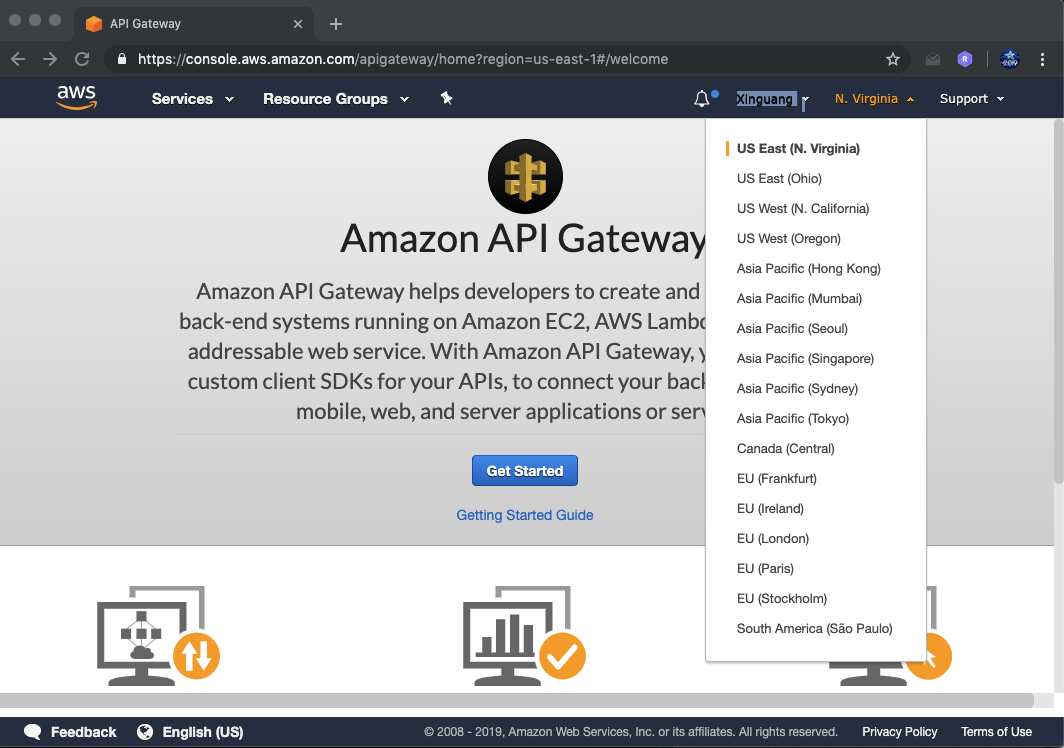 API Gateway
https://console.aws.amazon.com/apigateway/home?region=us-east-1#/welcome
R
2019
aws
Services
Resource Groups
Xinguang
N. Virginia
Support
Amazon API Gateway
Amazon API Gateway helps developers to create and
back-end systems running on Amazon EC2, AWS Lambd
addressable web service. With Amazon API Gateway, y
custom client SDKs for your APIs, to connect your back
mobile, web, and server applications or serv
Get Started
Getting Started Guide
US East (N. Virginia)
US East (Ohio)
US West (N. California)
US West (Oregon)
Asia Pacific (Hong Kong)
Asia Pacific (Mumbai)
Asia Pacific (Seoul)
Asia Pacific (Singapore)
Asia Pacific (Sydney)
Asia Pacific (Tokyo)
Canada (Central)
EU (Frankfurt)
EU (Ireland)
EU (London)
EU (Paris)
EU (Stockholm)
South America (São Paulo)
Feedback
English (US)
© 2008 - 2019, Amazon Web Services, Inc. or its affiliates. All rights reserved.
Privacy Policy
Terms of Use